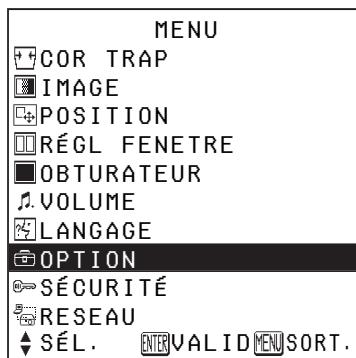 MENU
COR TRAP
IMAGE
POSITION
RÉGL FENETRE
OBTURATEUR
VOLUME
LANGAGE
OPTION
SÉCURITÉ
RESEAU
SÉL. ENTER VALID MENU SORT.